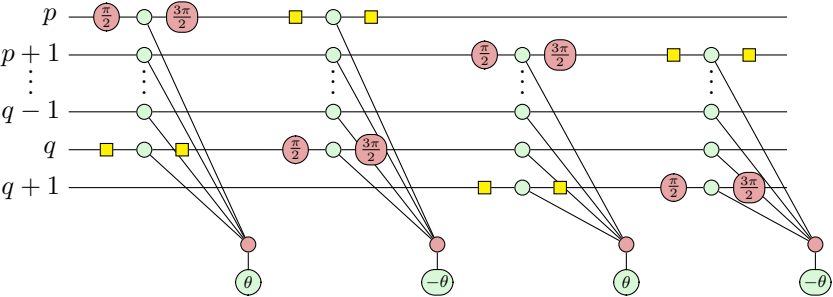 p π/2 3π/2
p + 1 π/2 3π/2
⋮ ⋮ ⋮ ⋮ ⋮
q − 1
q π/2 3π/2
q + 1 π/2 3π/2
θ −θ θ −θ